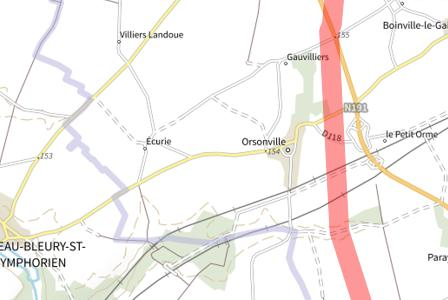 Villiers Landoue
155
Boinville-le-Ga
Gauvilliers
N191
D118
le Petit Orme
Écurie
Orsonville
154
153
EAU-BLEURY-ST-
YMPHORIEN
Para